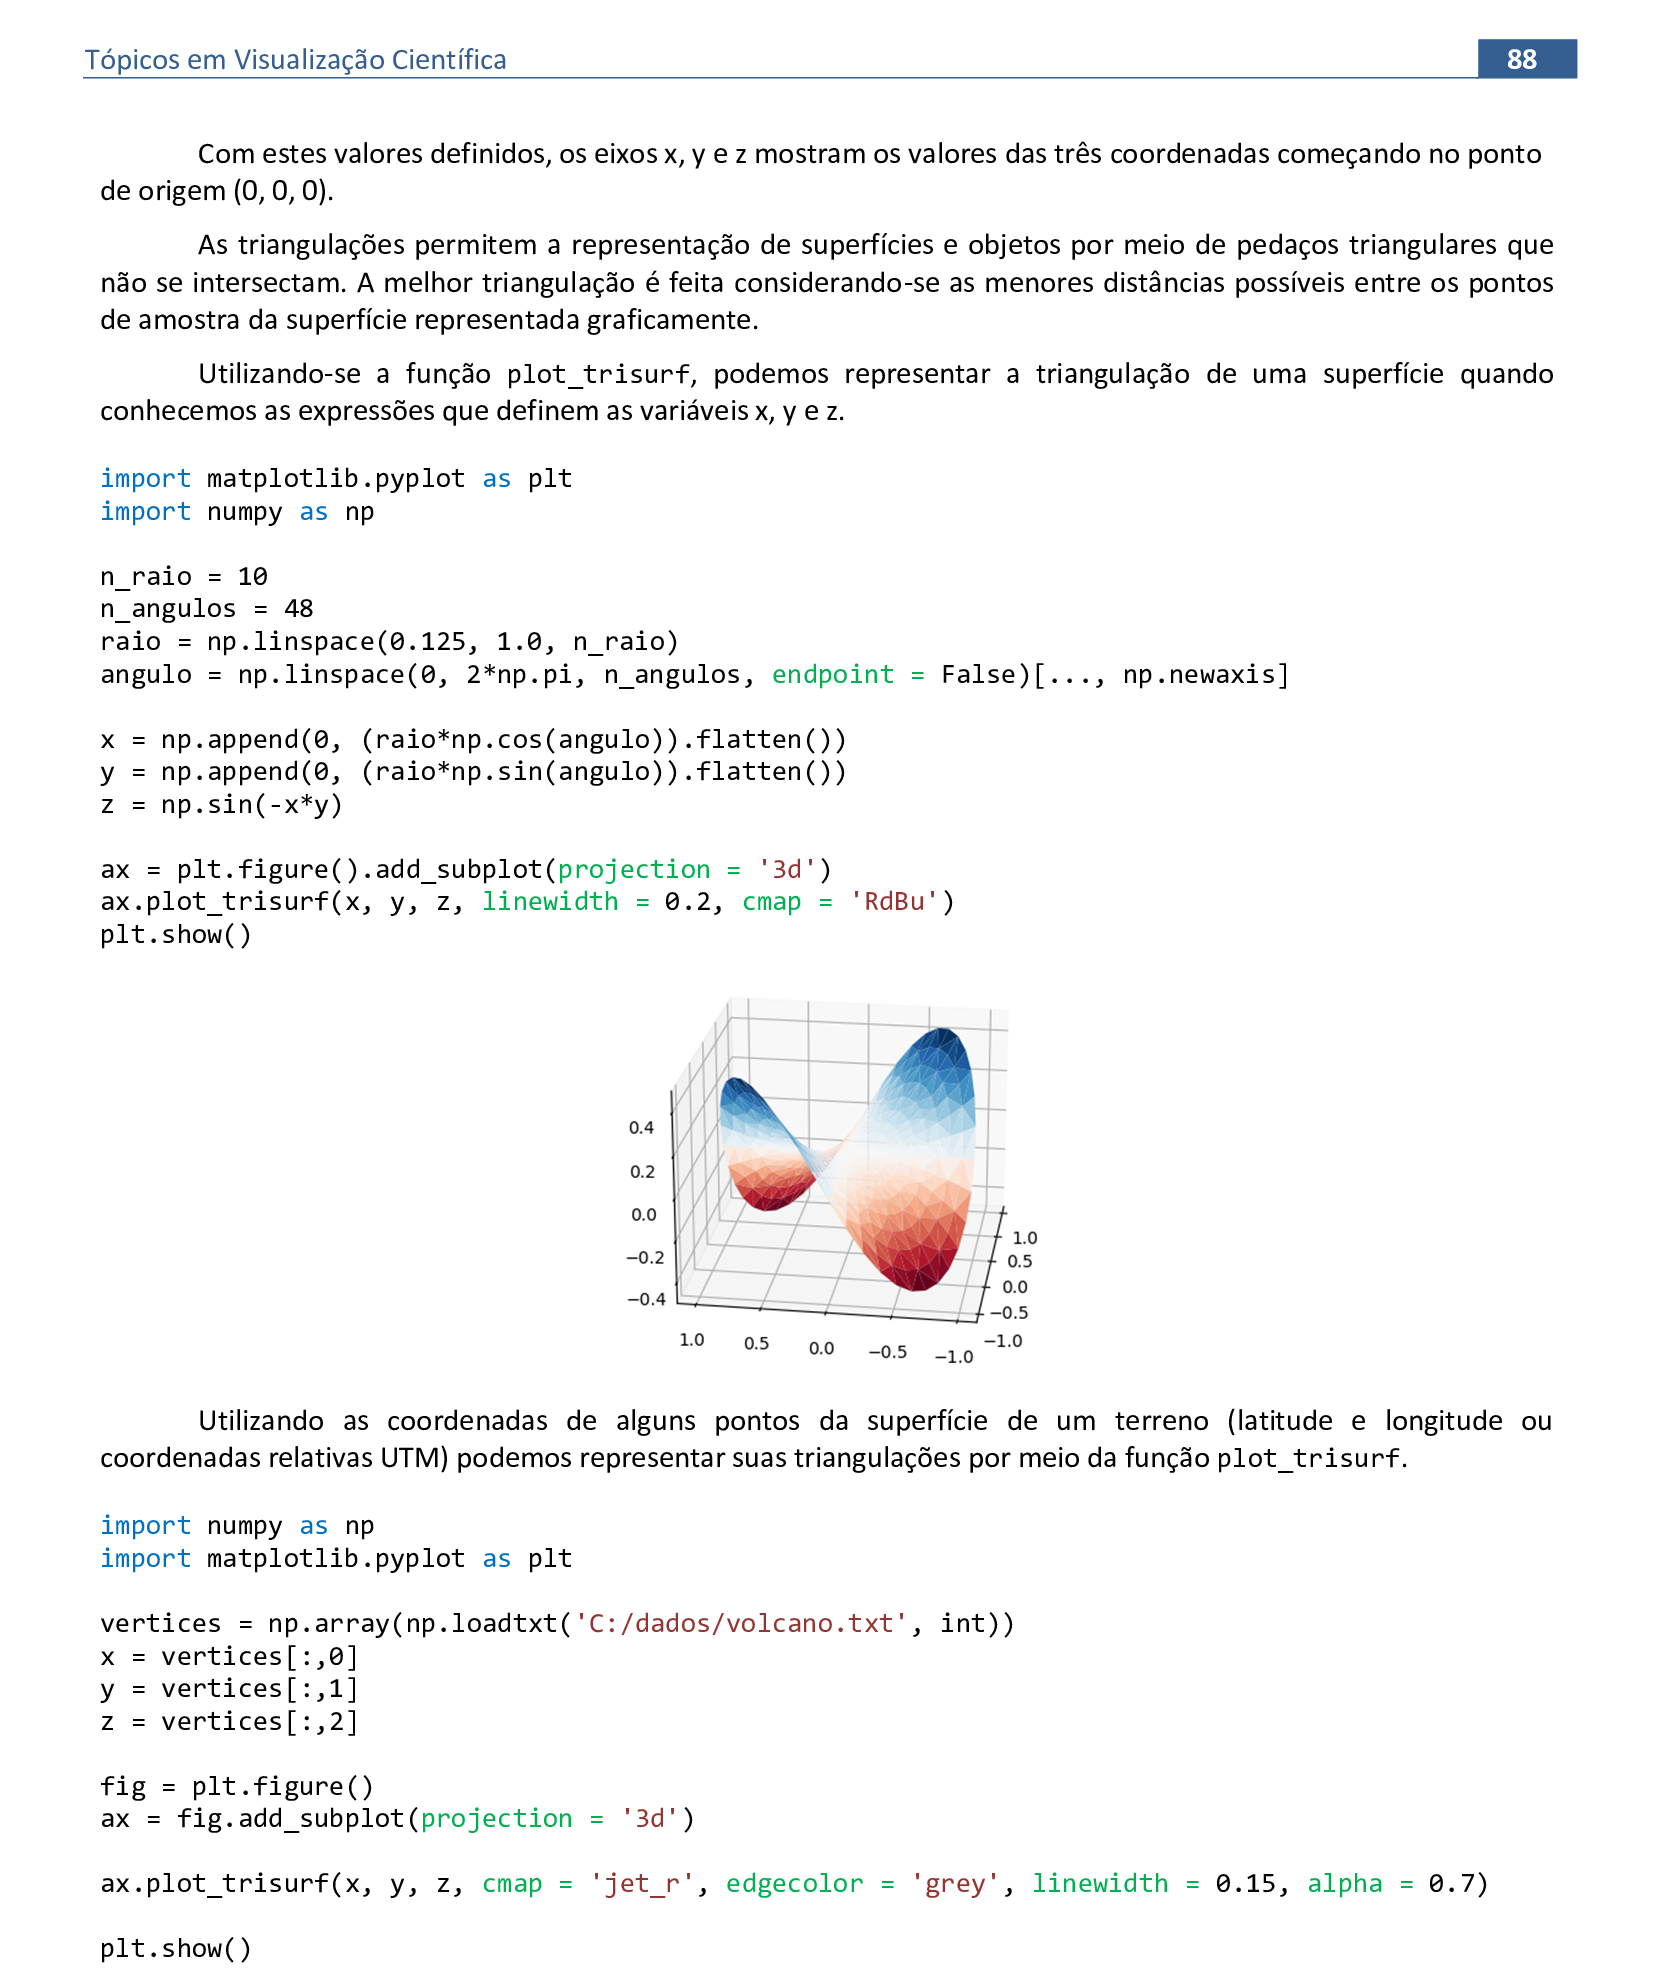 Tópicos em Visualização Científica
88
Com estes valores definidos, os eixos x, y e z mostram os valores das três coordenadas começando no ponto
de origem (0, 0, 0).
As triangulações permitem a representação de superfícies e objetos por meio de pedaços triangulares que
não se intersectam. A melhor triangulação é feita considerando-se as menores distâncias possíveis entre os pontos
de amostra da superfície representada graficamente.
Utilizando-se a função plot_trisurf, podemos representar a triangulação de uma superfície quando
conhecemos as expressões que definem as variáveis x, y e z.
import matplotlib.pyplot as plt
import numpy as np
n_raio = 10
n_angulos = 48
raio = np.linspace(0.125, 1.0, n_raio)
angulo = np.linspace(0, 2*np.pi, n_angulos, endpoint = False)[..., np.newaxis]
x = np.append(0, (raio*np.cos(angulo)).flatten())
y = np.append(0, (raio*np.sin(angulo)).flatten())
z = np.sin(-x*y)
ax = plt.figure().add_subplot(projection = '3d')
ax.plot_trisurf(x, y, z, linewidth = 0.2, cmap = 'RdBu')
plt.show()
0.4
0.2
0.0
−0.2
−0.4
1.0
0.5
0.0
−0.5
−1.0
1.0
0.5
0.0
−0.5
−1.0
Utilizando as coordenadas de alguns pontos da superfície de um terreno (latitude e longitude ou
coordenadas relativas UTM) podemos representar suas triangulações por meio da função plot_trisurf.
import numpy as np
import matplotlib.pyplot as plt
vertices = np.array(np.loadtxt('C:/dados/volcano.txt', int))
x = vertices[:,0]
y = vertices[:,1]
z = vertices[:,2]
fig = plt.figure()
ax = fig.add_subplot(projection = '3d')
ax.plot_trisurf(x, y, z, cmap = 'jet_r', edgecolor = 'grey', linewidth = 0.15, alpha = 0.7)
plt.show()